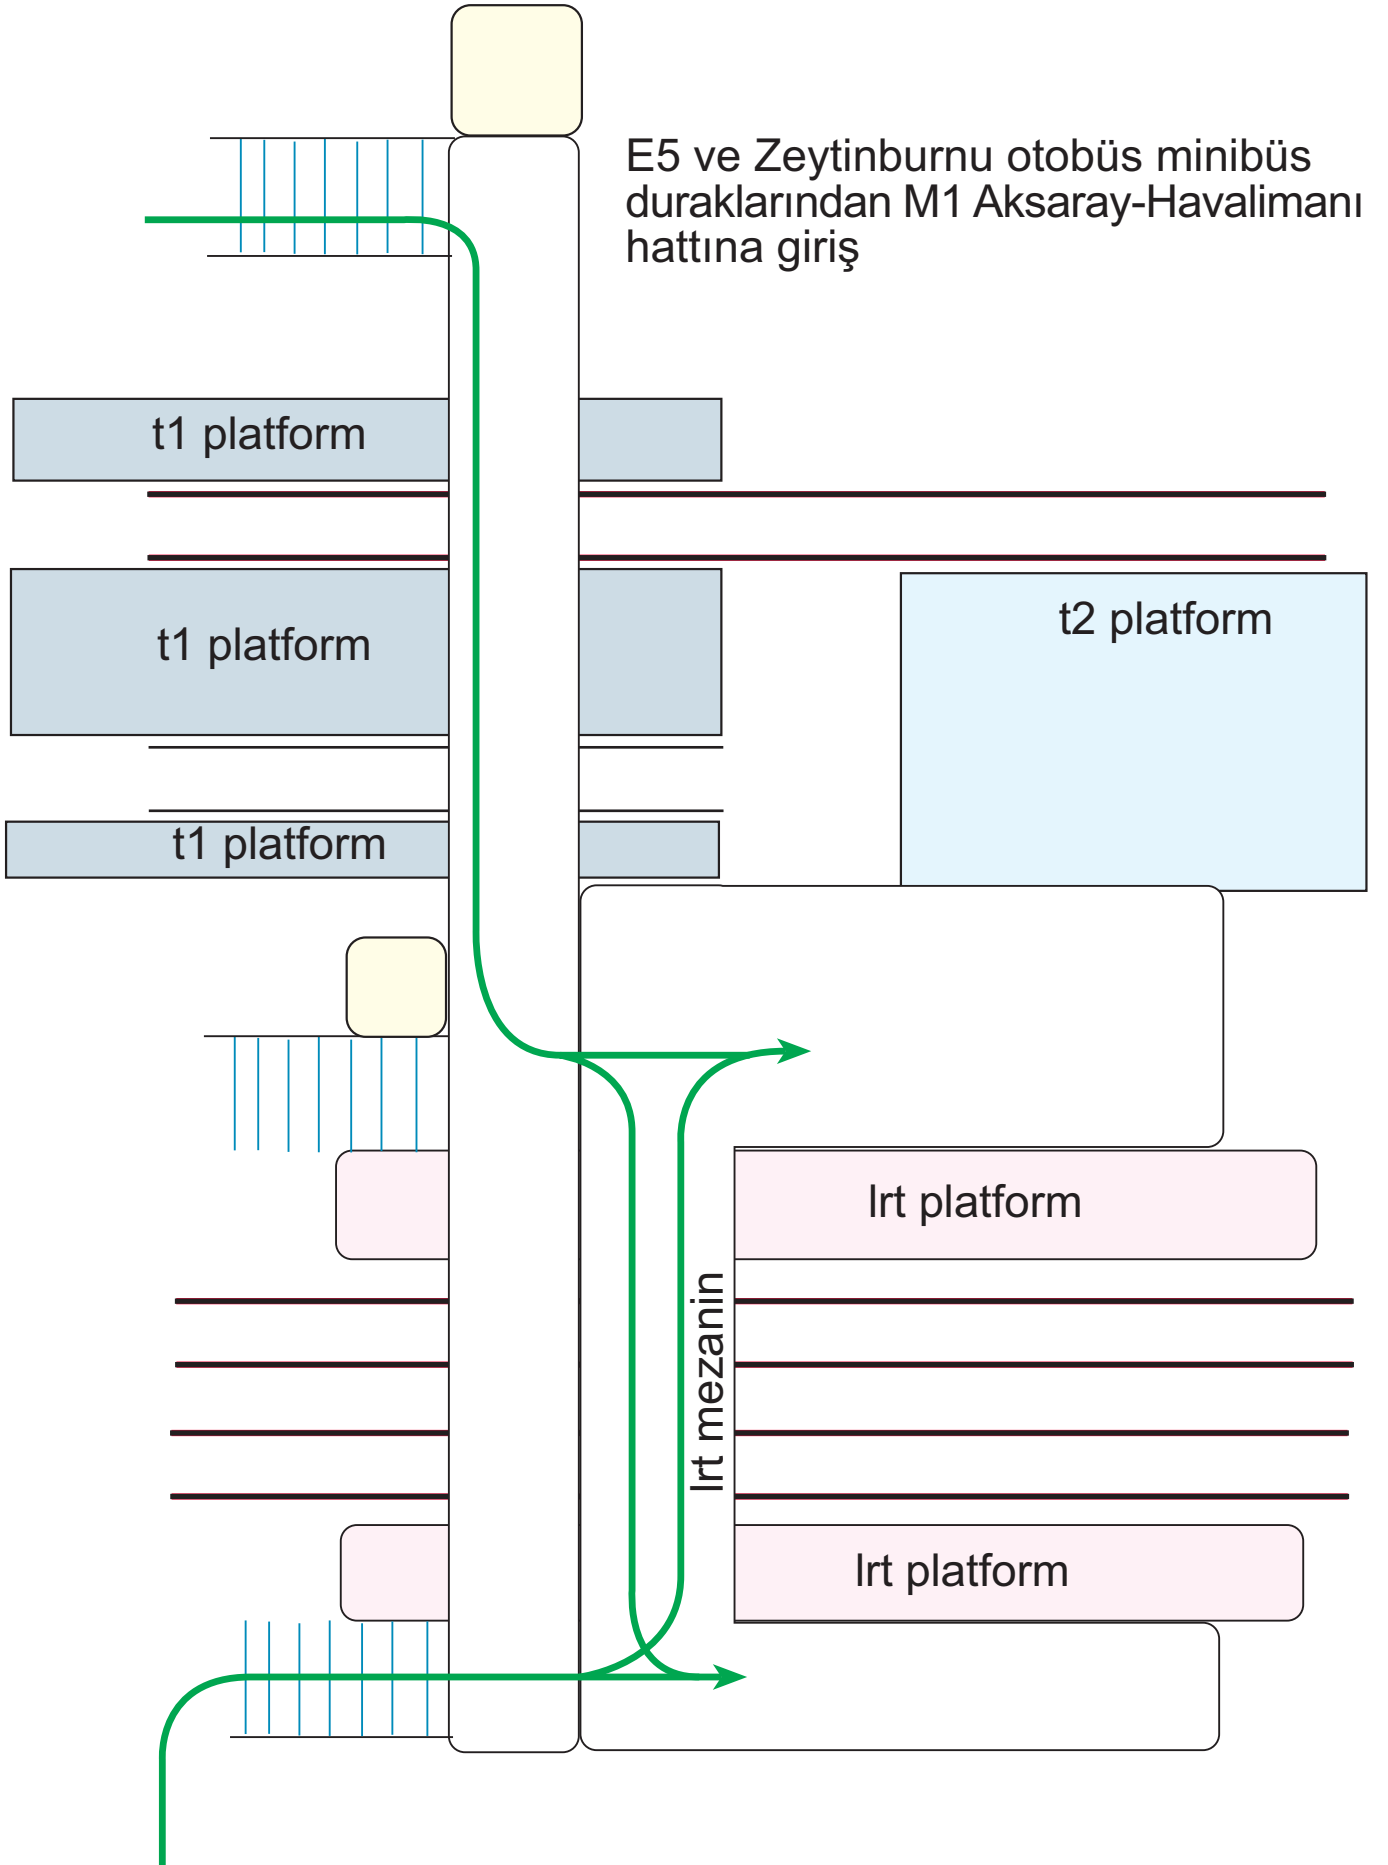 E5 ve Zeytinburnu otobüs minibüs
duraklarından M1 Aksaray-Havalimanı
hattına giriş
t1 platform
t1 platform
t2 platform
t1 platform
lrt platform
lrt mezanin
lrt platform